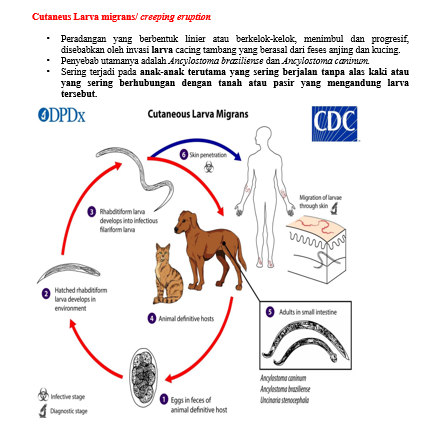 Cutaneus Larva migrans/ creeping eruption
• Peradangan yang berbentuk linier atau berkelok-kelok, menimbul dan progresif,
disebabkan oleh invasi larva cacing tambang yang berasal dari feses anjing dan kucing.
• Penyebab utamanya adalah Ancylostoma braziliense dan Ancylostoma caninum.
• Sering terjadi pada anak-anak terutama yang sering berjalan tanpa alas kaki atau
yang sering berhubungan dengan tanah atau pasir yang mengandung larva
tersebut.
DPDx
Cutaneous Larva Migrans
CDC
6 Skin penetration
Migration of larvae
through skin
3 Rhabditiform larva
develops into infectious
filariform larva
2 Hatched rhabditiform
larva develops in
environment
5 Adults in small intestine
4 Animal definitive hosts
Ancylostoma caninum
Ancylostoma braziliense
Uncinaria stenocephala
1 Eggs in feces of
animal definitive host
Infective stage
Diagnostic stage